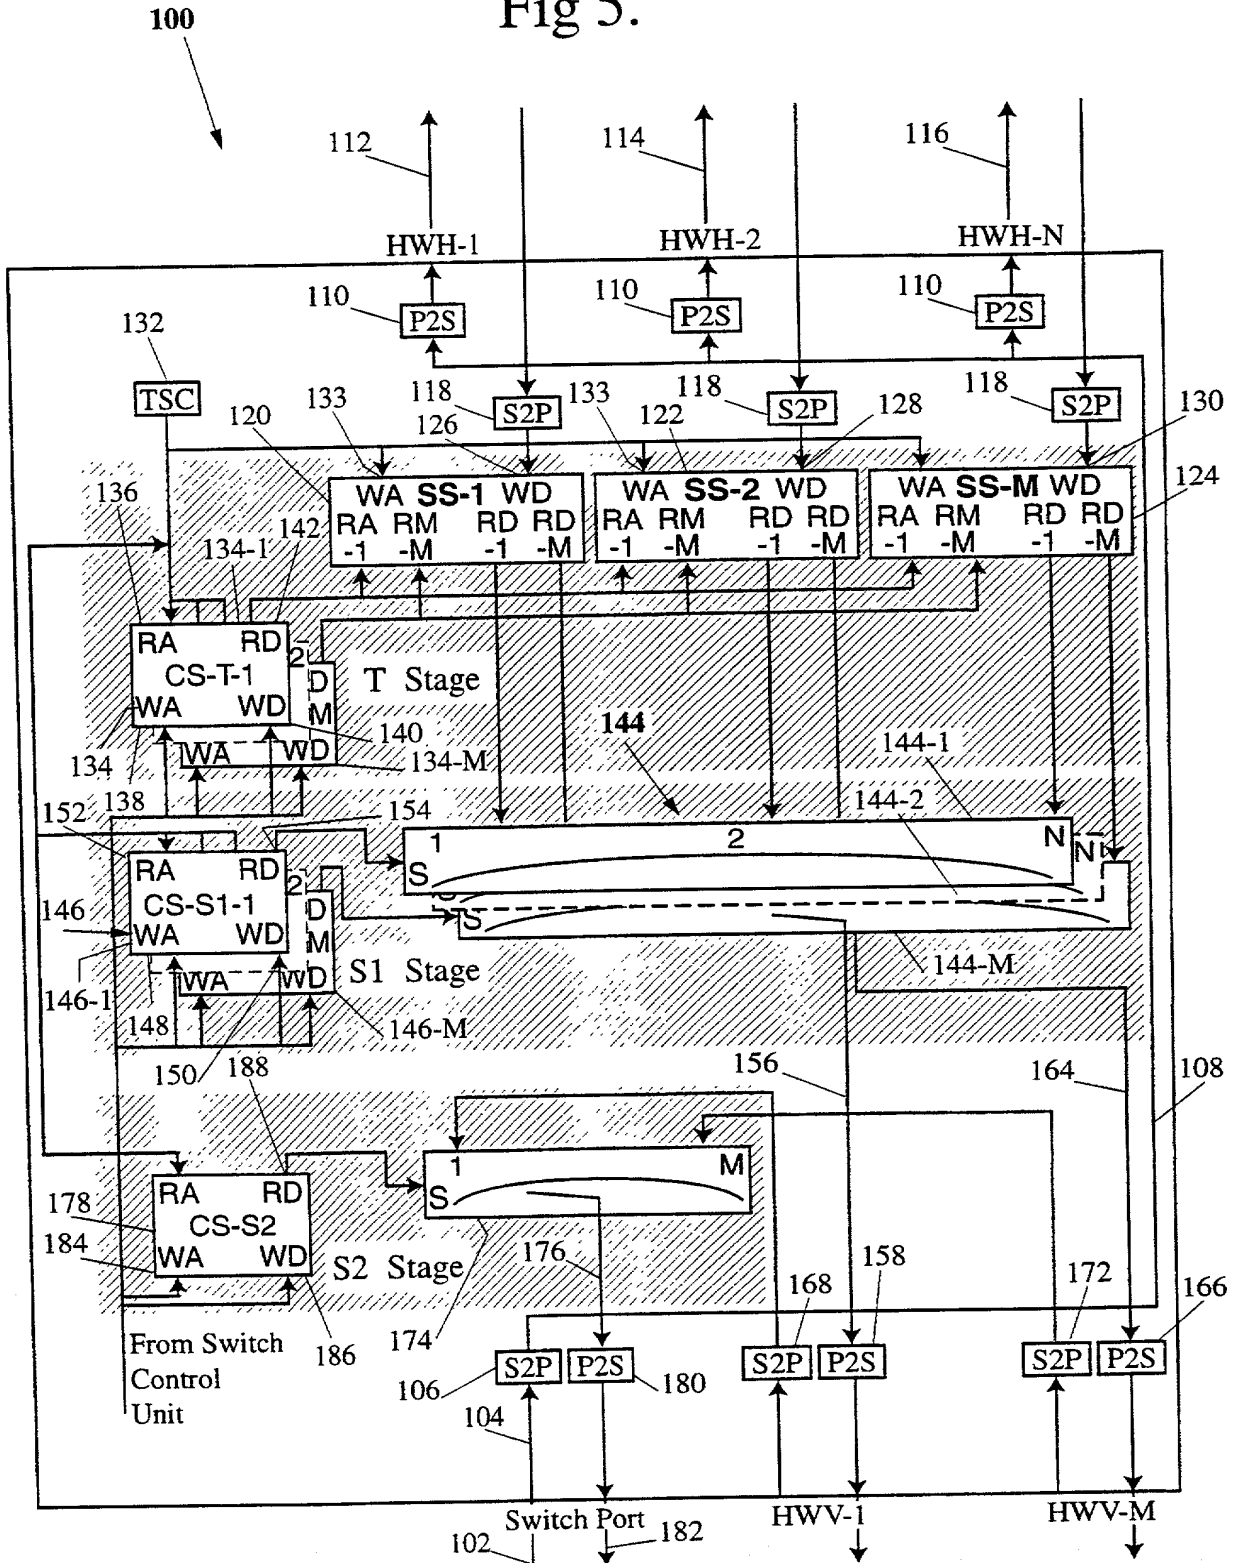 Fig 5.
100
112
114
116
HWH-1
HWH-2
HWH-N
110
110
110
P2S
P2S
P2S
132
TSC
118
118
118
S2P
S2P
S2P
133
133
120
126
122
128
130
124
WA SS-1 WD
RA RM RD RD
-1 -M -1 -M
WA SS-2 WD
RA RM RD RD
-1 -M -1 -M
WA SS-M WD
RA RM RD RD
-1 -M -1 -M
136
134-1
142
RA RD
CS-T-1
WA WD
2
D
M
WA WD
T Stage
134
138
140
134-M
144
144-1
144-2
152
154
RA RD
CS-S1-1
WA WD
2
D
M
WA WD
1 2 N
S
N
S
S
146
146-1
148
150
S1 Stage
146-M
144-M
188
156
164
108
RA RD
CS-S2
WA WD
178
184
186
1 M
S
S2 Stage
174
176
168
158
172
166
From Switch
Control
Unit
S2P
P2S
S2P
P2S
S2P
P2S
106
180
104
Switch Port
HWV-1
HWV-M
102
182